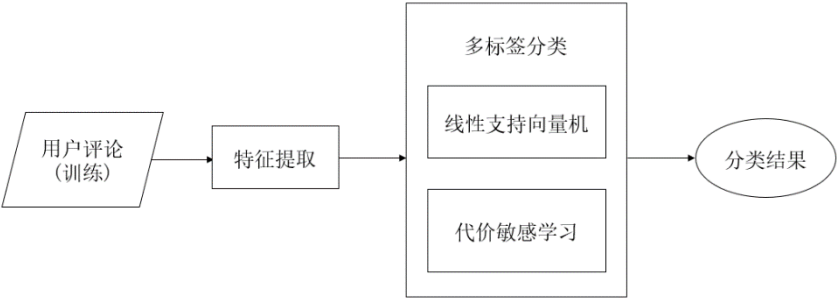 用户评论
(训练)
特征提取
多标签分类
线性支持向量机
代价敏感学习
分类结果